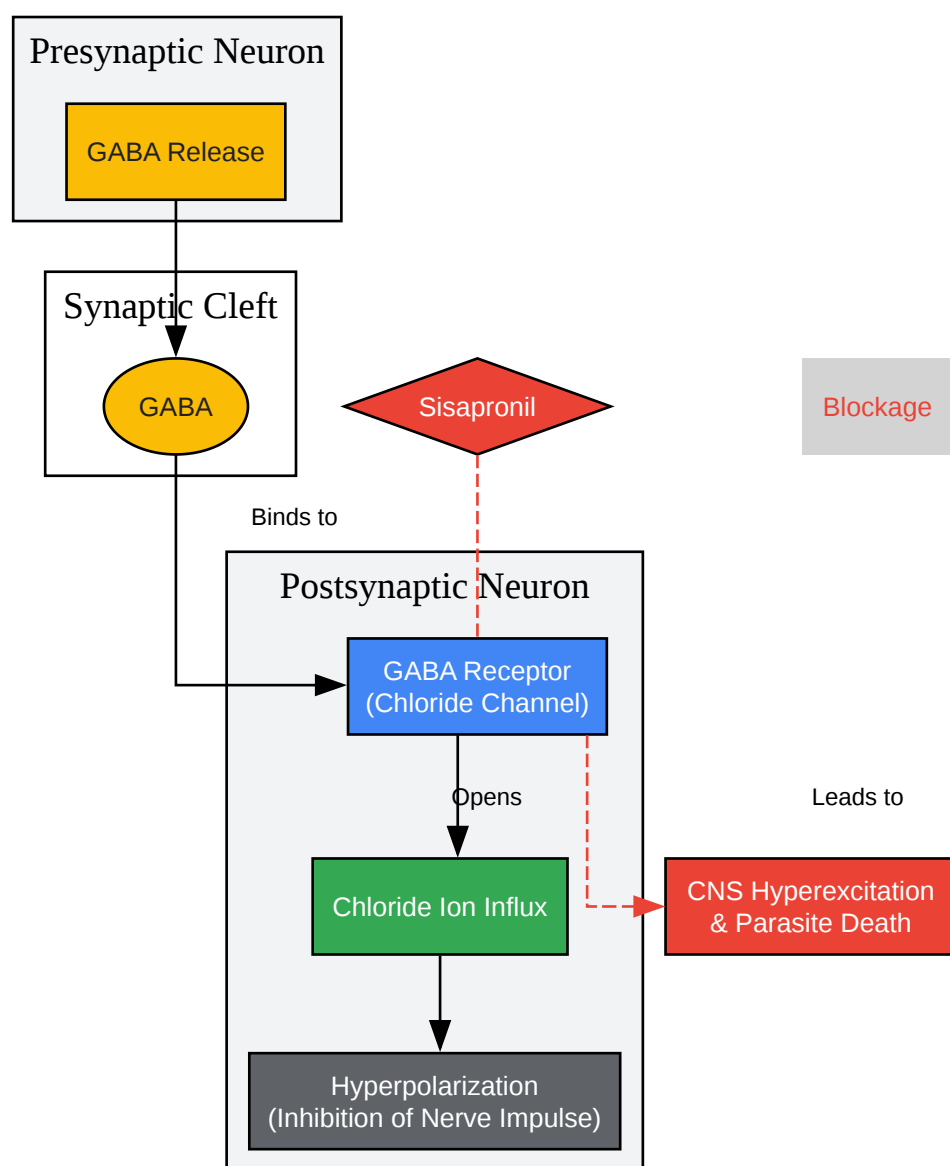 Presynaptic Neuron
GABA Release
Synaptic Cleft
GABA
Sisapronil
Blockage
Binds to
Postsynaptic Neuron
GABA Receptor
(Chloride Channel)
Opens
Leads to
Chloride Ion Influx
CNS Hyperexcitation
& Parasite Death
Hyperpolarization
(Inhibition of Nerve Impulse)